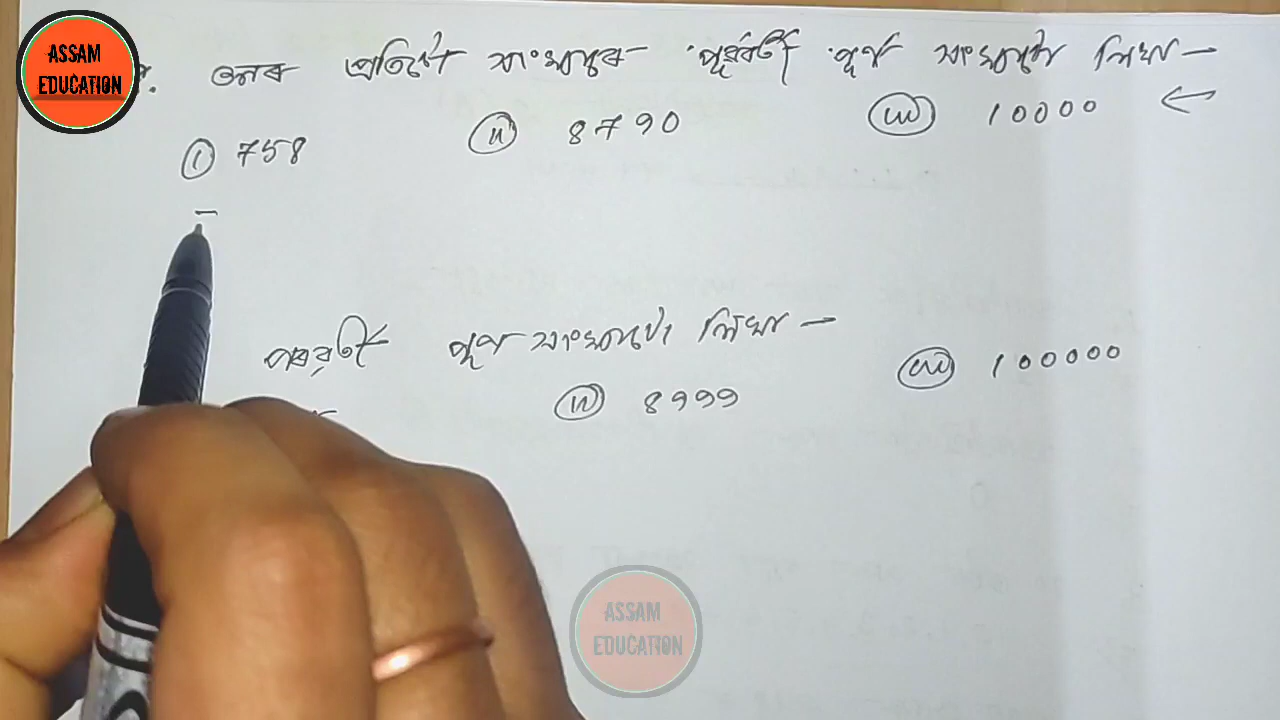 ASSAM
EDUCATION
তলৰ প্ৰতিটো সংখ্যাৰ পূৰ্ববৰ্তী পূৰ্ণ সংখ্যাটো লিখা —
(i) 758 (ii) 8790 (iii) 10000 ←
পৰৱৰ্তী পূৰ্ণ সংখ্যাটো লিখা —
(ii) 8999 (iii) 100000
ASSAM
EDUCATION